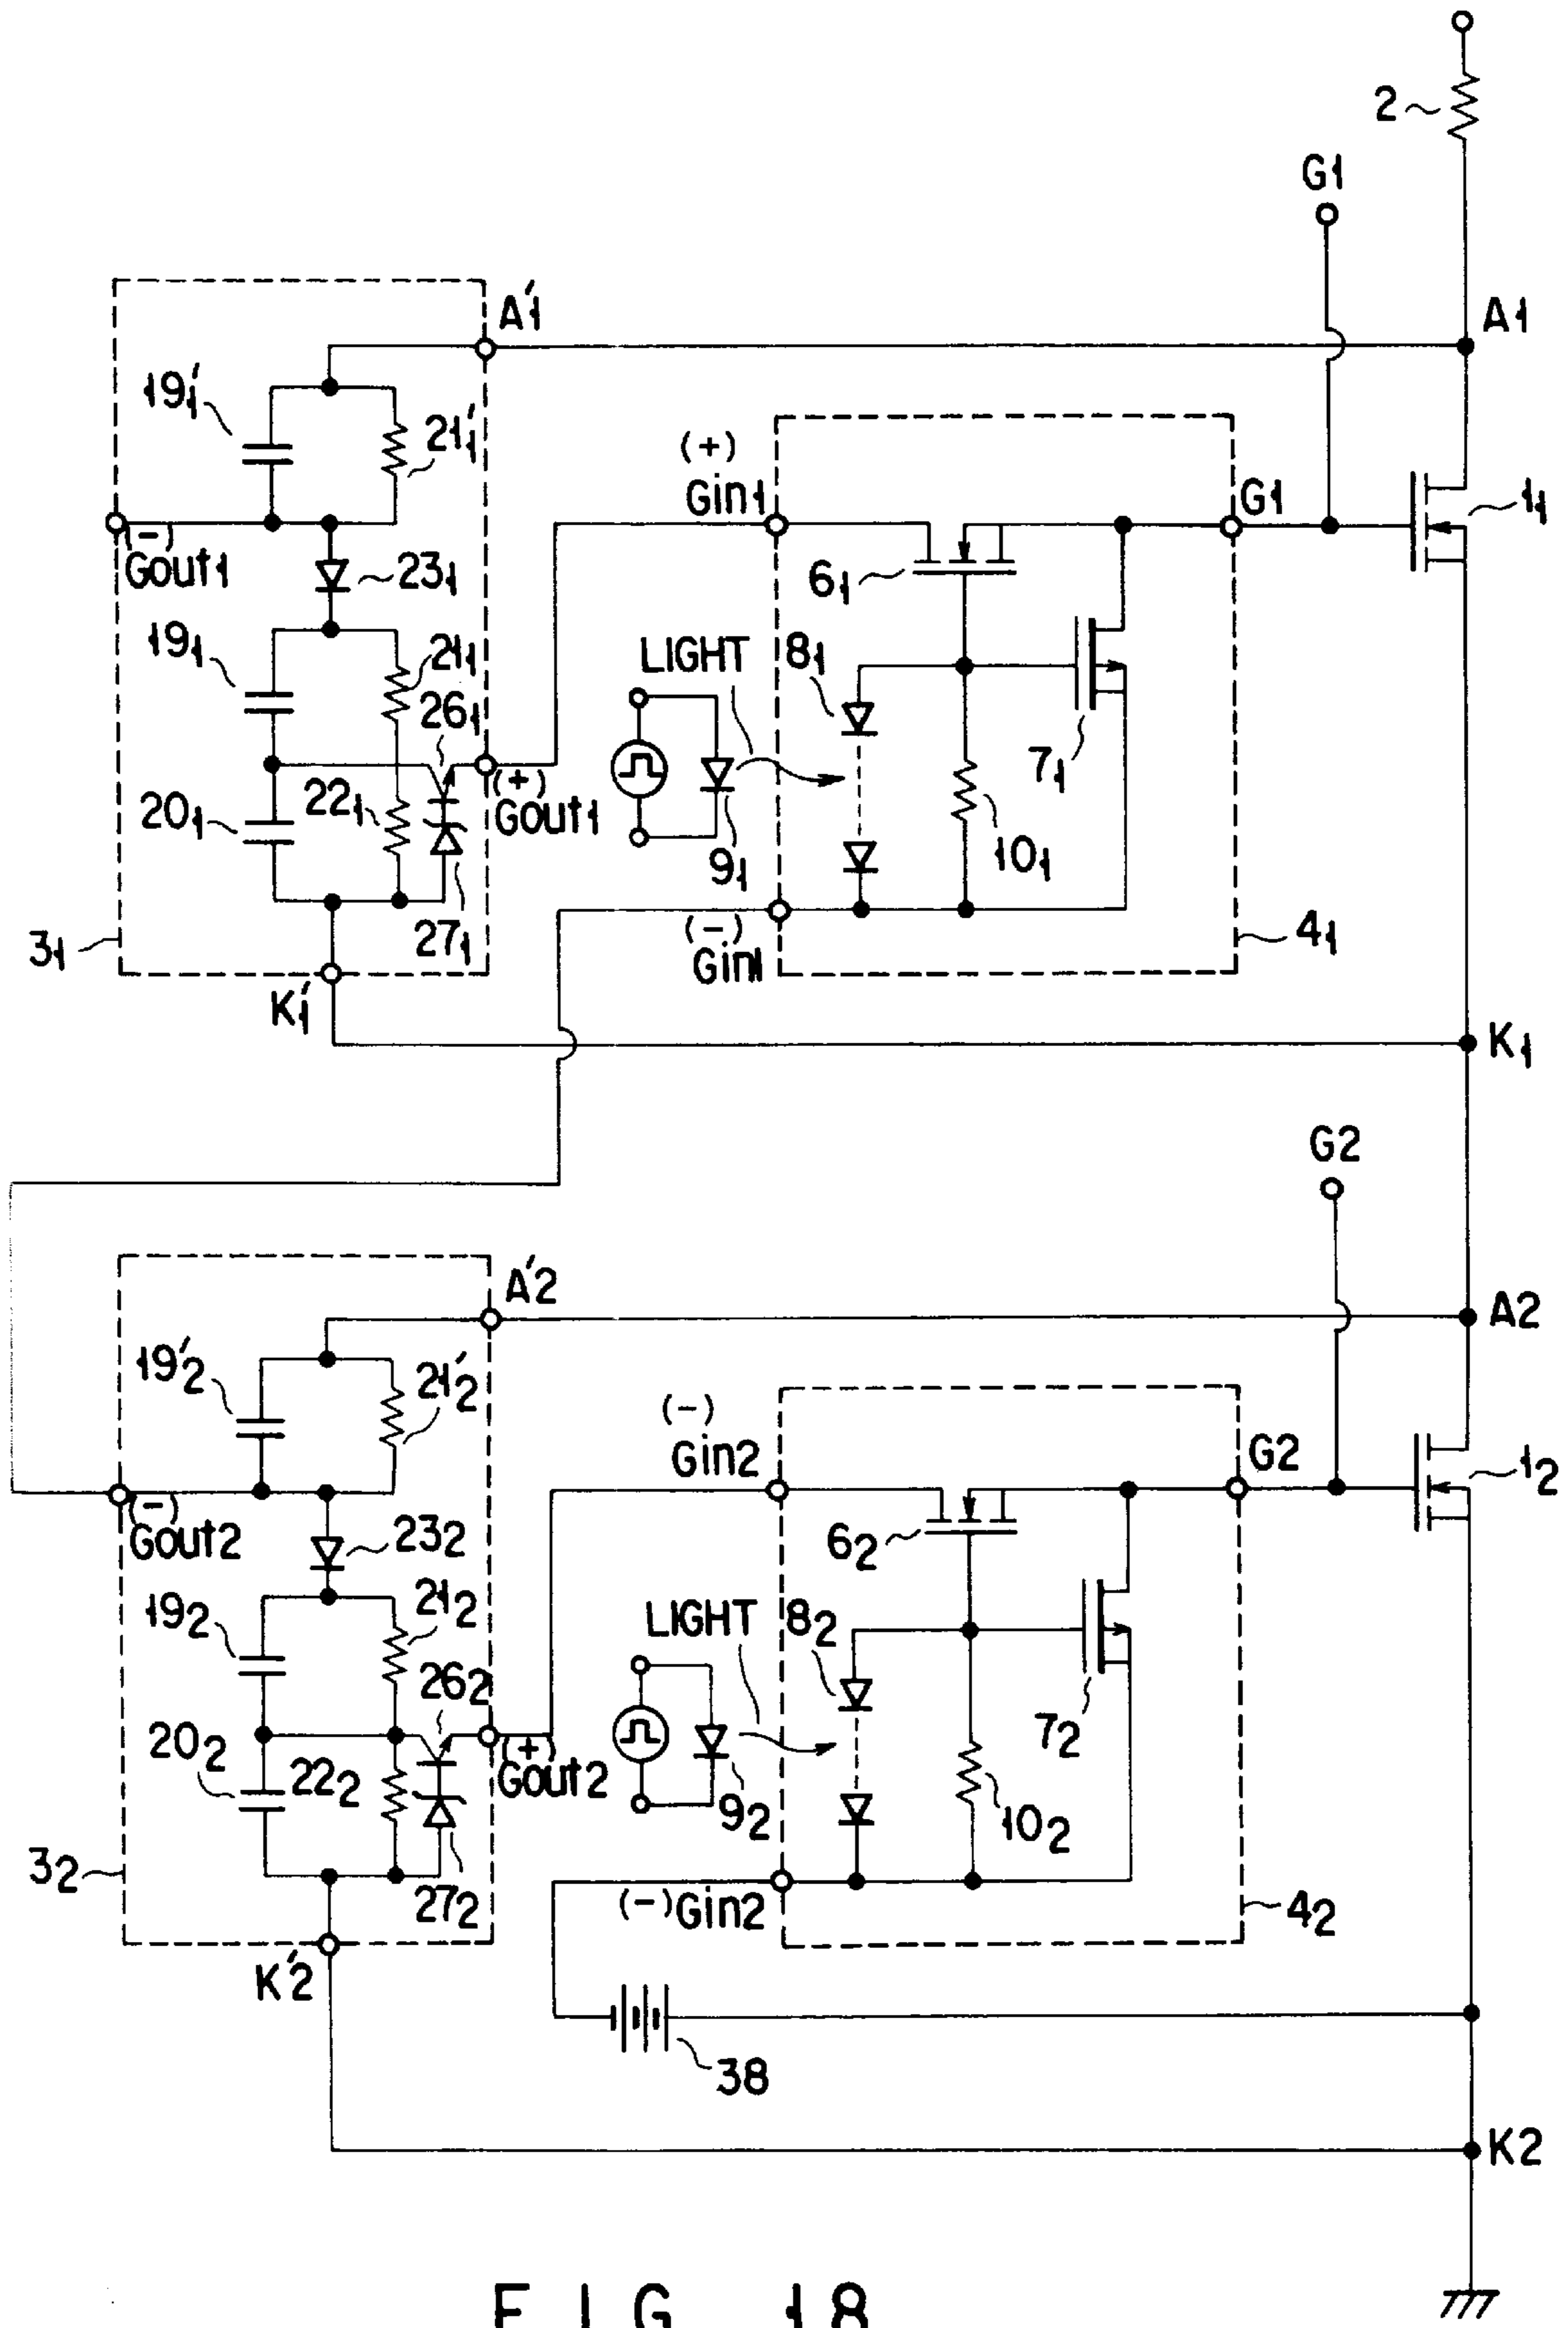 2
G1
A'1
A1
19'₁
21'₁
(+)
Gin1
G1
1₁
(-)
Gout1
23₁
6₁
19₁
21₁
LIGHT
8₁
26₁
7₁
20₁
22₁
(+)
Gout1
9₁
10₁
27₁
(-)
Gin1
3₁
4₁
K'₁
K₁
G2
A'2
A2
19'₂
21'₂
(-)
Gin2
G2
1₂
(-)
Gout2
23₂
6₂
19₂
21₂
LIGHT
8₂
26₂
7₂
20₂
22₂
(+)
Gout2
9₂
10₂
3₂
27₂
(-)Gin2
4₂
K'2
38
K2
FIG. 18